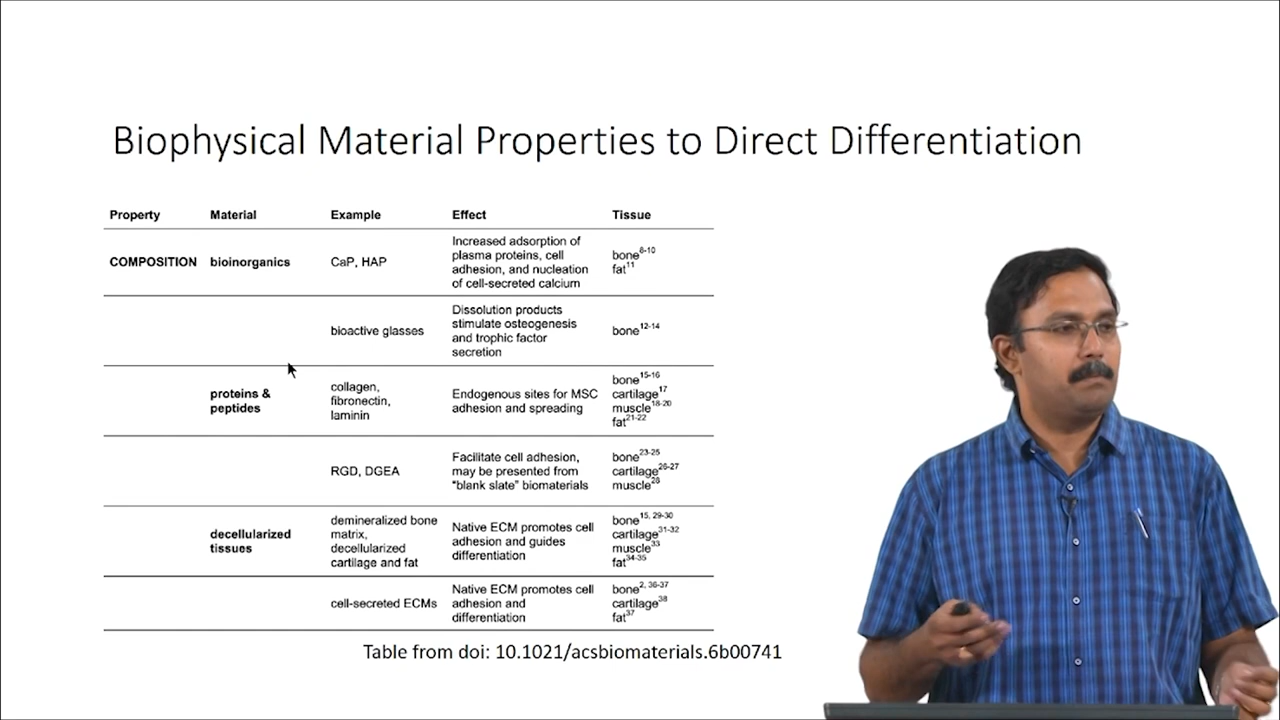 Biophysical Material Properties to Direct Differentiation
Property Material Example Effect Tissue
COMPOSITION bioinorganics CaP, HAP
Increased adsorption of
plasma proteins, cell
adhesion, and nucleation
of cell-secreted calcium
bone8-10
fat11
bioactive glasses
Dissolution products
stimulate osteogenesis
and trophic factor
secretion
bone12-14
proteins &
peptides
collagen,
fibronectin,
laminin
Endogenous sites for MSC
adhesion and spreading
bone15-16
cartilage17
muscle18-20
fat21-22
RGD, DGEA
Facilitate cell adhesion,
may be presented from
“blank slate” biomaterials
bone23-25
cartilage26-27
muscle28
decellularized
tissues
demineralized bone
matrix,
decellularized
cartilage and fat
Native ECM promotes cell
adhesion and guides
differentiation
bone15, 29-30
cartilage31-32
muscle33
fat34-35
cell-secreted ECMs
Native ECM promotes cell
adhesion and
differentiation
bone2, 36-37
cartilage38
fat37
Table from doi: 10.1021/acsbiomaterials.6b00741